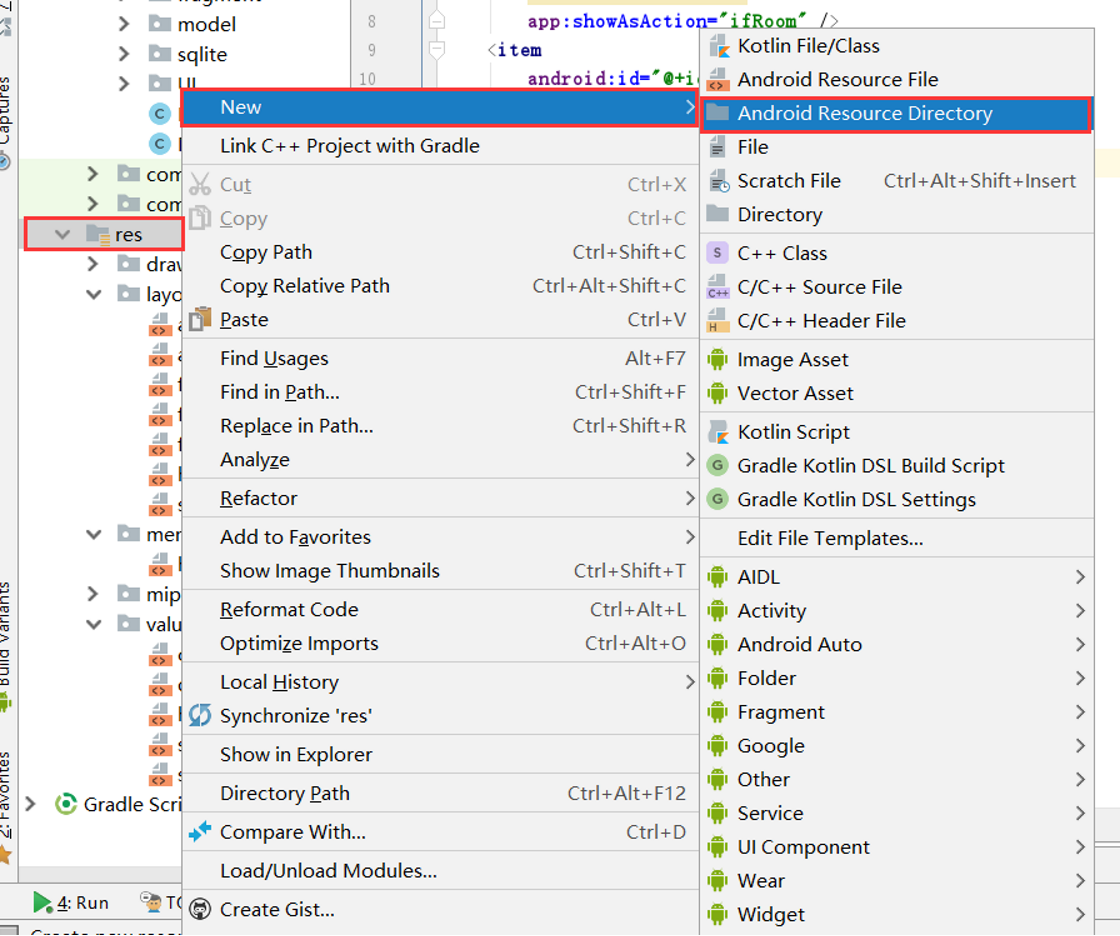 model
8
app:showAsAction="ifRoom" />
sqlite
9
<item
UI
10
android:id="@+i
Captures
com
com
res
draw
layo
mer
mip
valu
Gradle Scri
Build Variants
2: Favorites
4: Run
TO
New
Link C++ Project with Gradle
Cut Ctrl+X
Copy Ctrl+C
Copy Path Ctrl+Shift+C
Copy Relative Path Ctrl+Alt+Shift+C
Paste Ctrl+V
Find Usages Alt+F7
Find in Path... Ctrl+Shift+F
Replace in Path... Ctrl+Shift+R
Analyze
Refactor
Add to Favorites
Show Image Thumbnails Ctrl+Shift+T
Reformat Code Ctrl+Alt+L
Optimize Imports Ctrl+Alt+O
Local History
Synchronize 'res'
Show in Explorer
Directory Path Ctrl+Alt+F12
Compare With... Ctrl+D
Load/Unload Modules...
Create Gist...
Kotlin File/Class
Android Resource File
Android Resource Directory
File
Scratch File Ctrl+Alt+Shift+Insert
Directory
C++ Class
C/C++ Source File
C/C++ Header File
Image Asset
Vector Asset
Kotlin Script
Gradle Kotlin DSL Build Script
Gradle Kotlin DSL Settings
Edit File Templates...
AIDL
Activity
Android Auto
Folder
Fragment
Google
Other
Service
UI Component
Wear
Widget